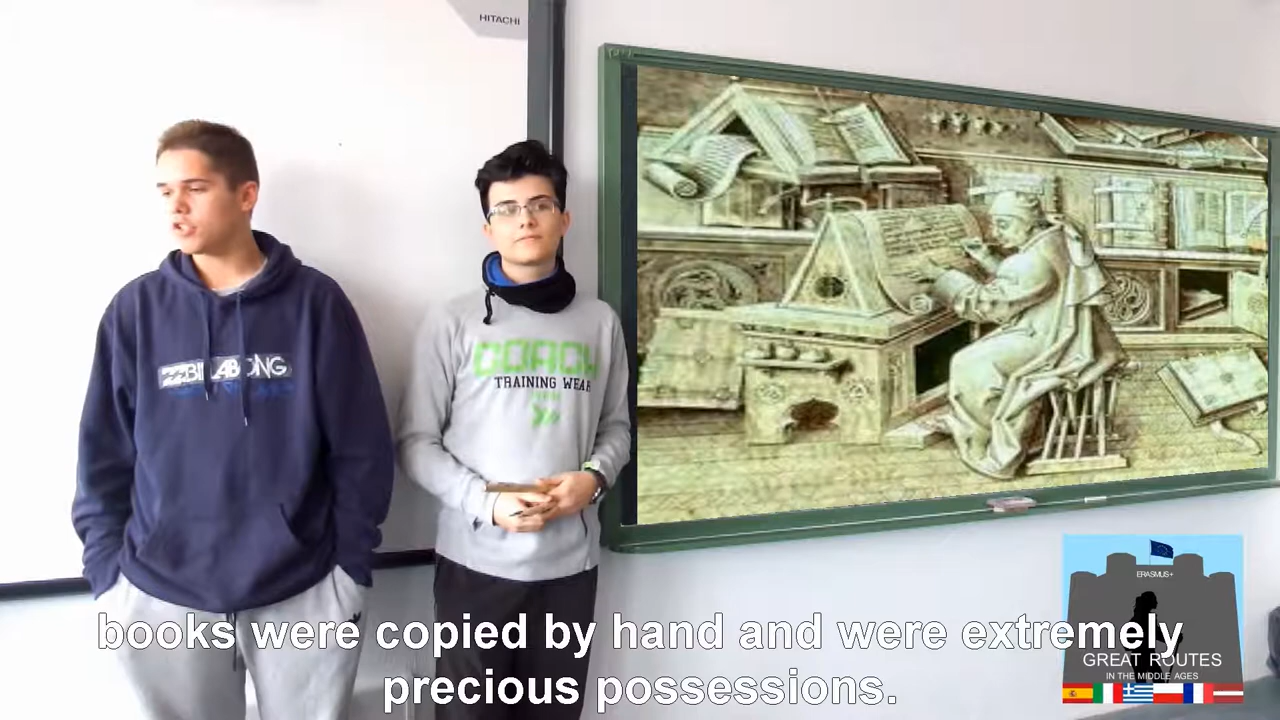 HITACHI
BILLABONG
COACH
TRAINING WEAR
books were copied by hand and were extremely
precious possessions.
ERASMUS+
GREAT ROUTES
IN THE MIDDLE AGES